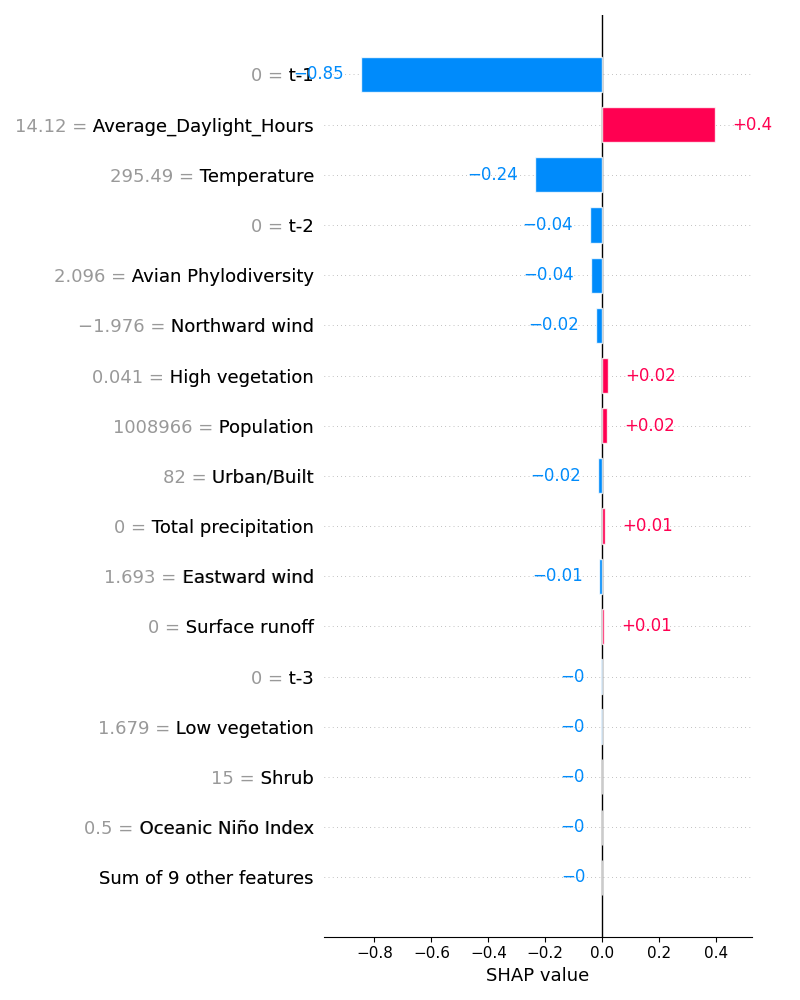 0 = t-1 −0.85
14.12 = Average_Daylight_Hours +0.4
295.49 = Temperature −0.24
0 = t-2 −0.04
2.096 = Avian Phylodiversity −0.04
−1.976 = Northward wind −0.02
0.041 = High vegetation +0.02
1008966 = Population +0.02
82 = Urban/Built −0.02
0 = Total precipitation +0.01
1.693 = Eastward wind −0.01
0 = Surface runoff +0.01
0 = t-3 −0
1.679 = Low vegetation −0
15 = Shrub −0
0.5 = Oceanic Niño Index −0
Sum of 9 other features −0
−0.8 −0.6 −0.4 −0.2 0.0 0.2 0.4
SHAP value